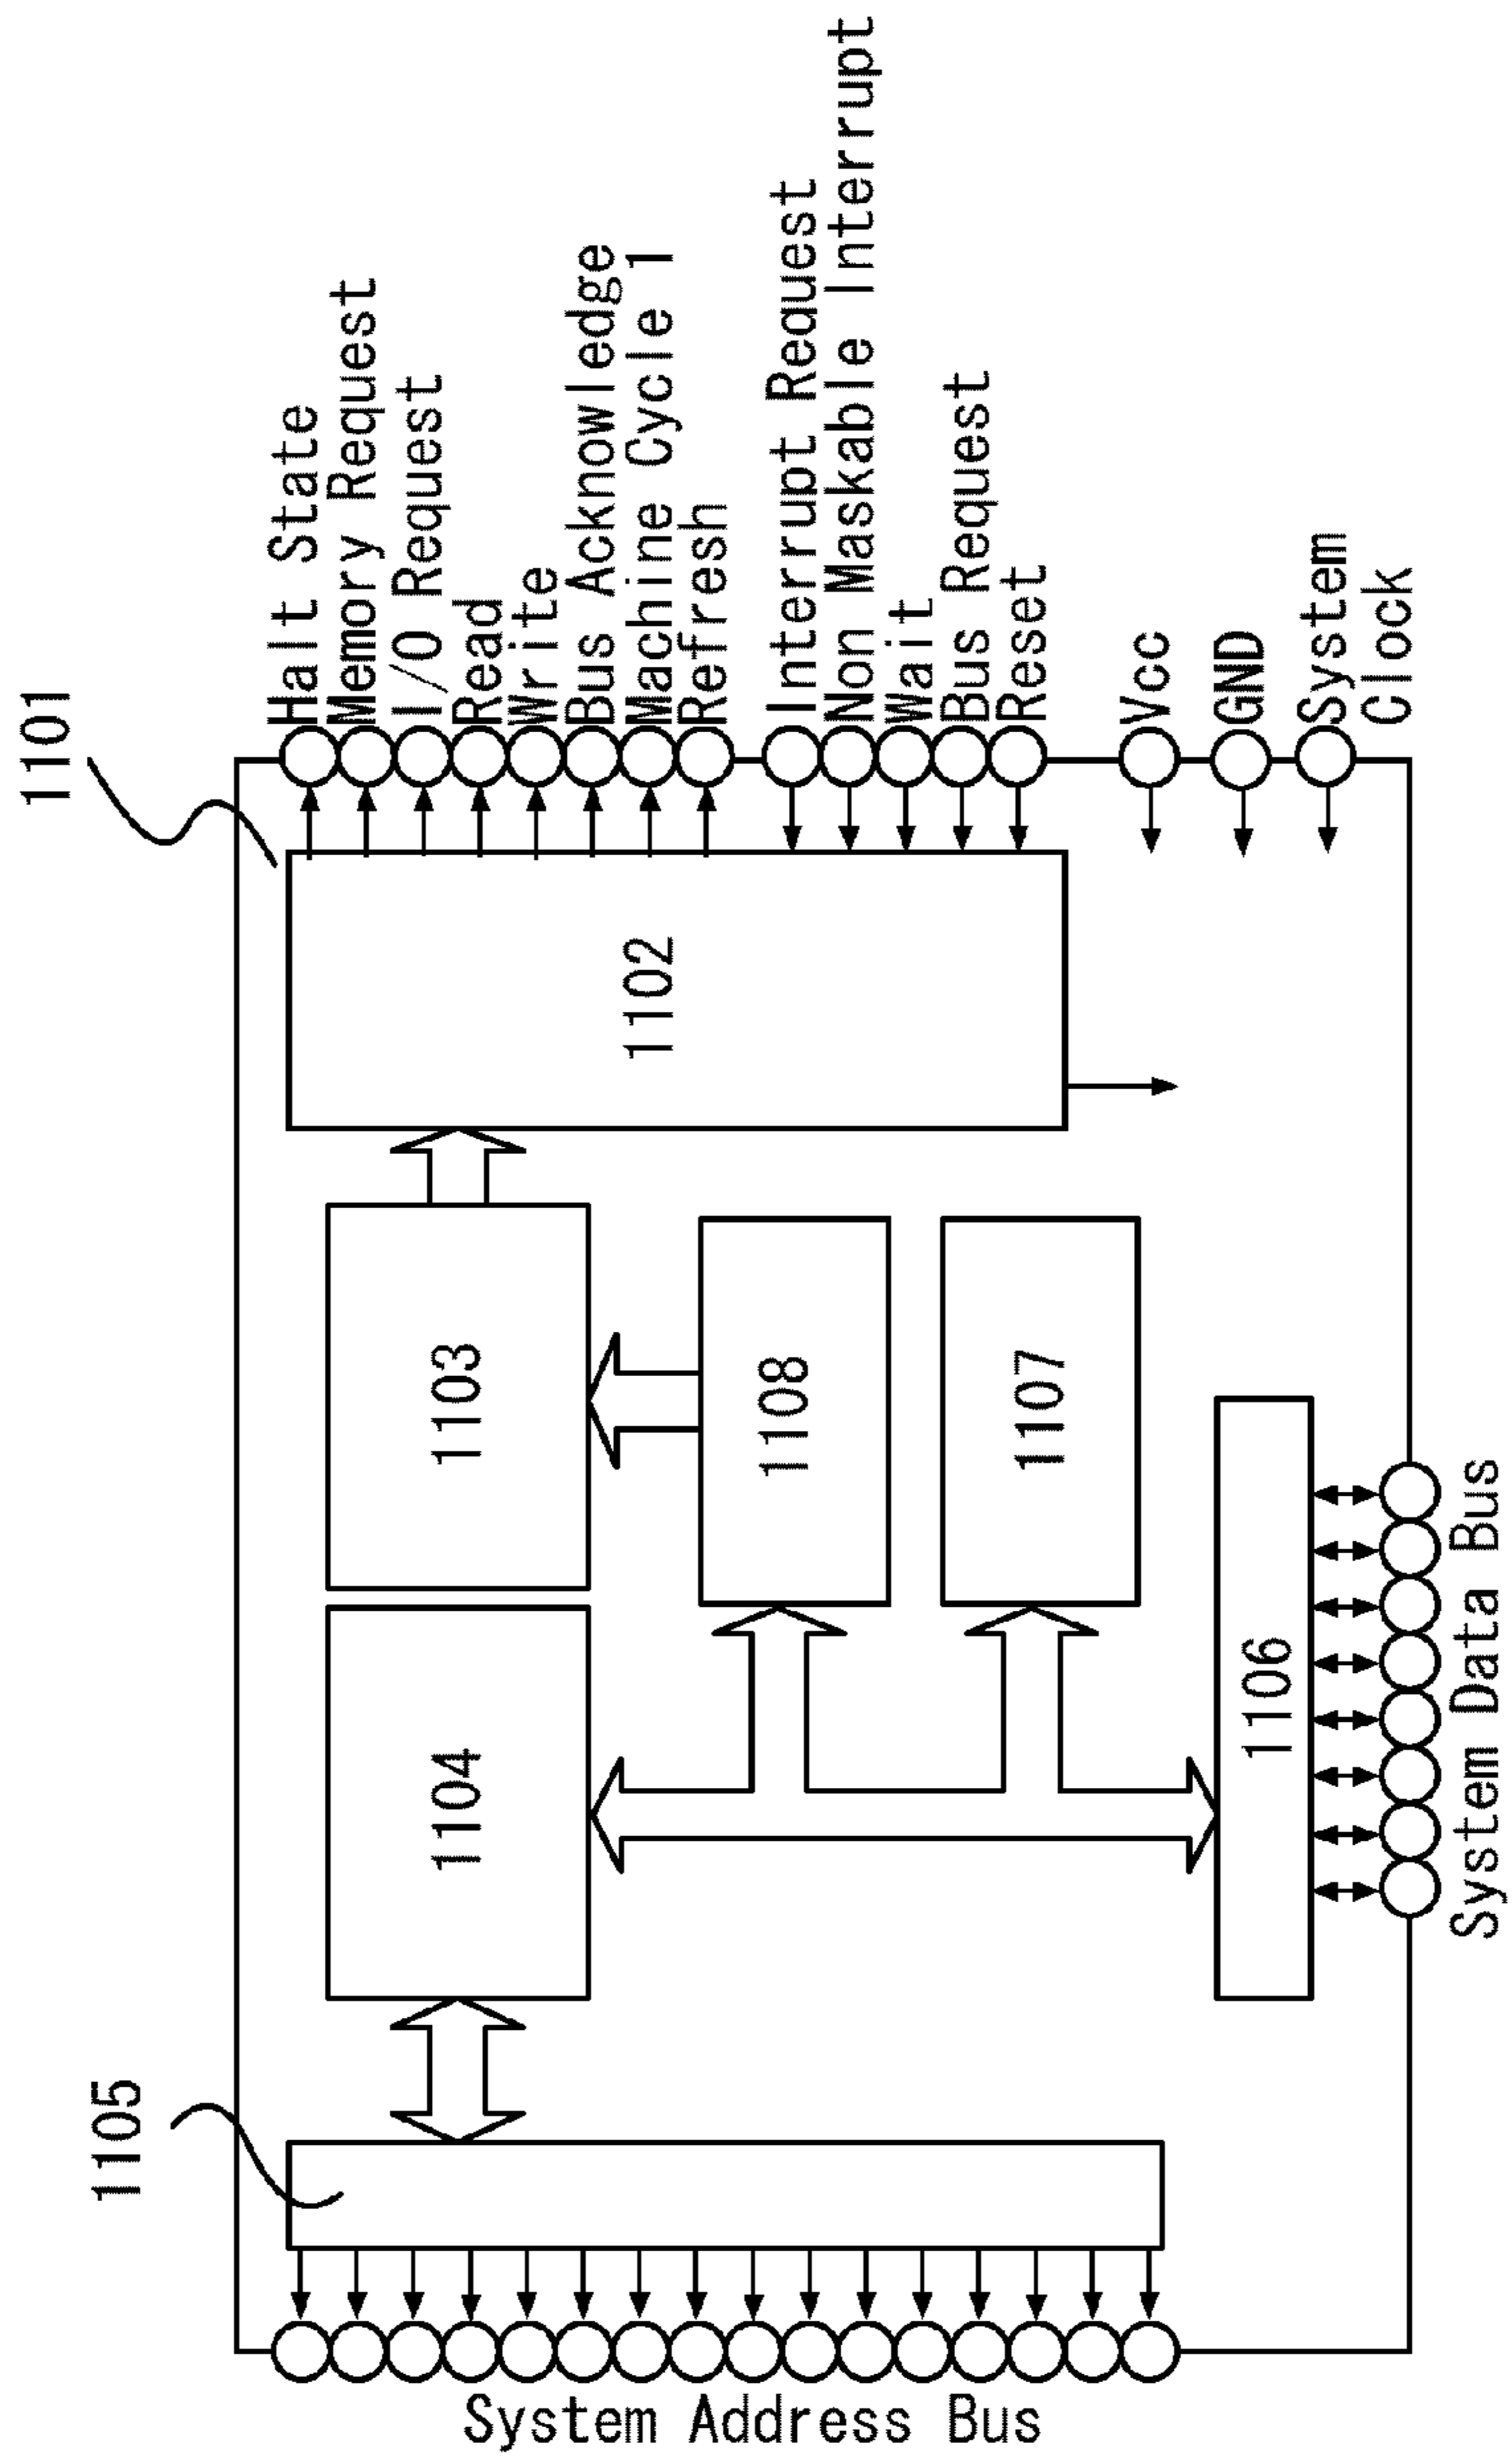 1101
Halt State
Memory Request
I/O Request
Read
Write
Bus Acknowledge
Machine Cycle 1
Refresh
Interrupt Request
Non Maskable Interrupt
Wait
Bus Request
Reset
Vcc
GND
System
Clock
1102
1103
1108
1107
1104
1106
1105
System Data Bus
System Address Bus